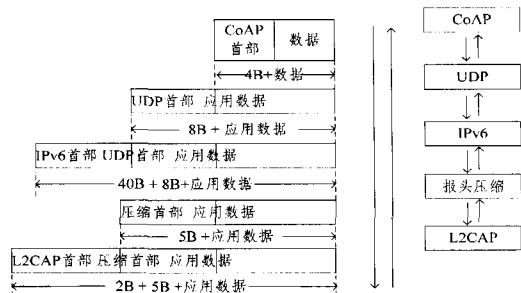 CoAP
首部
数据
4B+数据
UDP首部 应用数据
8B + 应用数据
IPv6首部 UDP首部 应用数据
40B + 8B+应用数据
压缩首部 应用数据
5B +应用数据
L2CAP首部 压缩首部 应用数据
2B + 5B +应用数据
CoAP
UDP
IPv6
报头压缩
L2CAP